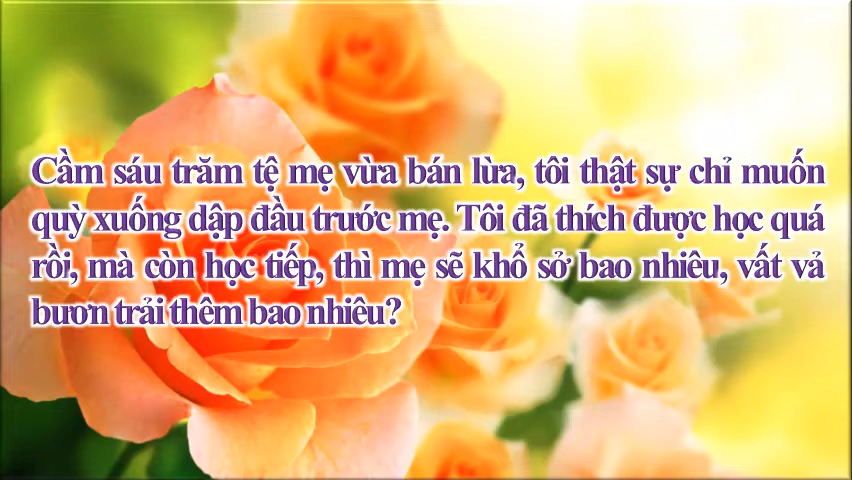 Cầm sáu trăm tệ mẹ vừa bán lừa, tôi thật sự chỉ muốn
quỳ xuống dập đầu trước mẹ. Tôi đã thích được học quá
rồi, mà còn học tiếp, thì mẹ sẽ khổ sở bao nhiêu, vất vả
bươn trải thêm bao nhiêu?